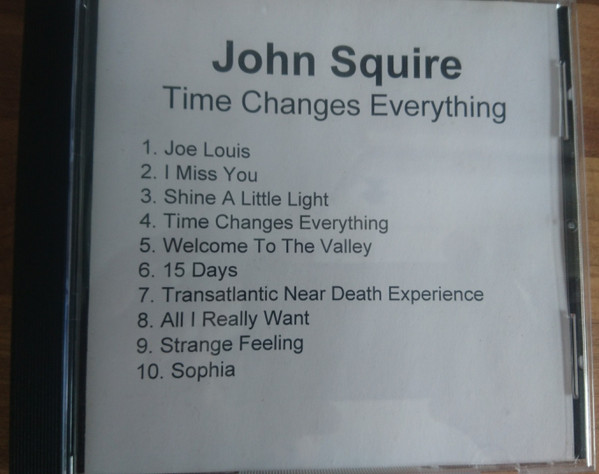 John Squire
Time Changes Everything
1. Joe Louis
2. I Miss You
3. Shine A Little Light
4. Time Changes Everything
5. Welcome To The Valley
6. 15 Days
7. Transatlantic Near Death Experience
8. All I Really Want
9. Strange Feeling
10. Sophia